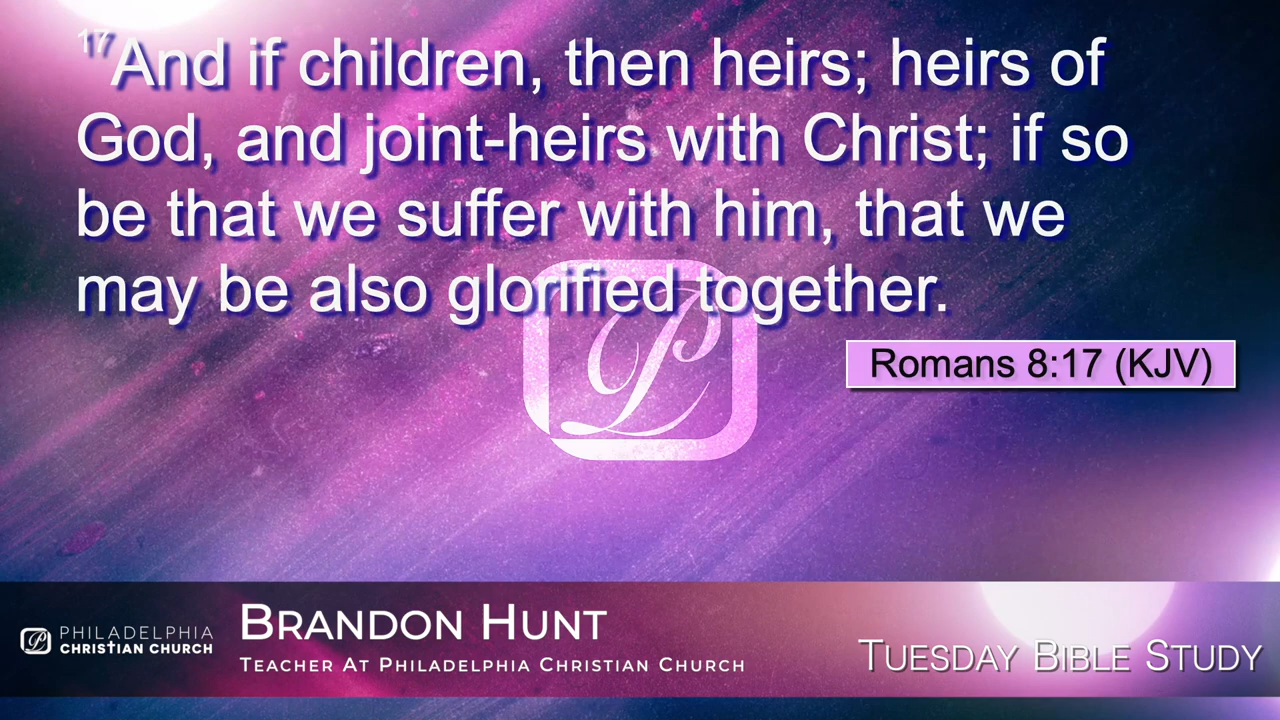 17And if children, then heirs; heirs of
God, and joint-heirs with Christ; if so
be that we suffer with him, that we
may be also glorified together.
Romans 8:17 (KJV)
PHILADELPHIA
CHRISTIAN CHURCH
BRANDON HUNT
TEACHER AT PHILADELPHIA CHRISTIAN CHURCH
TUESDAY BIBLE STUDY